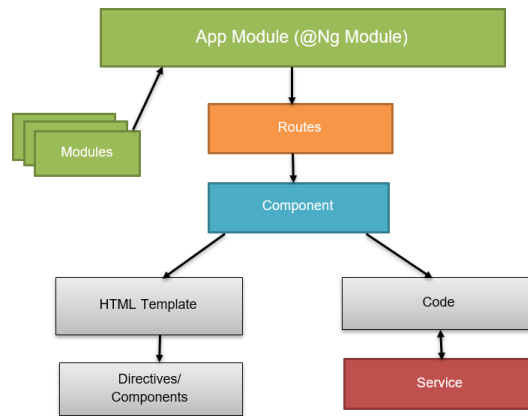 App Module (@Ng Module)
Routes
Modules
Component
HTML Template
Code
Directives/
Components
Service